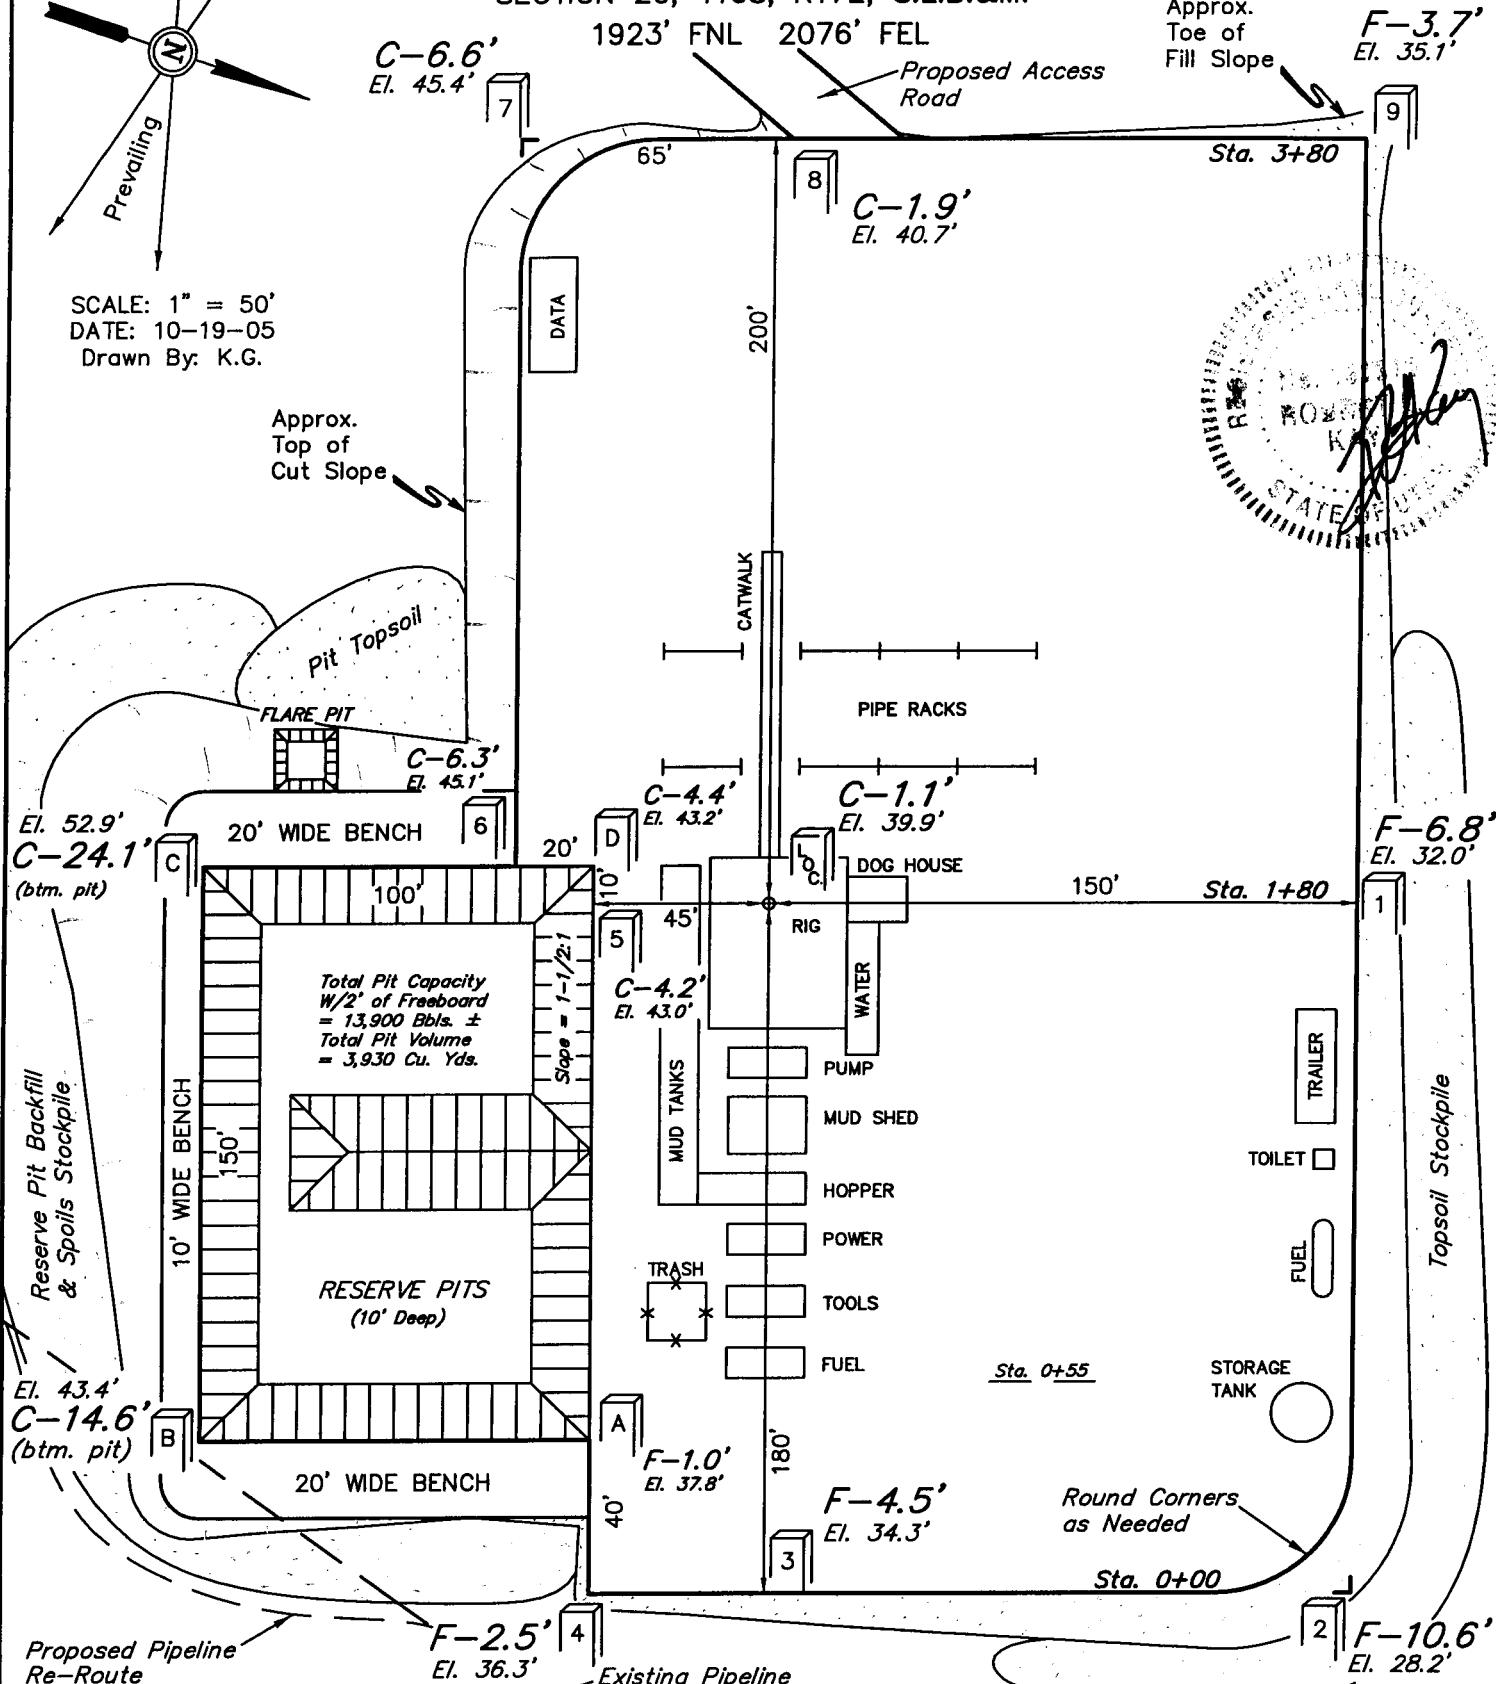 1923' FNL 2076' FEL
N
Prevailing
SCALE: 1" = 50'
DATE: 10-19-05
Drawn By: K.G.
C-6.6'
El. 45.4'
7
Proposed Access
Road
Approx.
Toe of
Fill Slope
F-3.7'
El. 35.1'
9
65'
Sta. 3+80
8
C-1.9'
El. 40.7'
DATA
200'
STATE OF UTAH
Approx.
Top of
Cut Slope
CATWALK
Pit Topsoil
PIPE RACKS
FLARE PIT
C-6.3'
El. 45.1'
6
C-4.4'
El. 43.2'
D
C-1.1'
El. 39.9'
LOC.
El. 52.9'
C-24.1'
(btm. pit)
C
20' WIDE BENCH
20'
10'
DOG HOUSE
F-6.8'
El. 32.0'
1
100'
45'
150'
Sta. 1+80
RIG
5
C-4.2'
El. 43.0'
WATER
Total Pit Capacity
W/2' of Freeboard
= 13,900 Bbls. ±
Total Pit Volume
= 3,930 Cu. Yds.
Slope = 1-1/2:1
Reserve Pit Backfill
& Spoils Stockpile
10' WIDE BENCH
150'
MUD TANKS
PUMP
MUD SHED
HOPPER
POWER
TOOLS
FUEL
TRASH
TRAILER
TOILET
FUEL
Topsoil Stockpile
RESERVE PITS
(10' Deep)
Sta. 0+55
STORAGE
TANK
El. 43.4'
C-14.6'
(btm. pit)
B
A
F-1.0'
El. 37.8'
20' WIDE BENCH
40'
180'
F-4.5'
El. 34.3'
3
Round Corners
as Needed
Sta. 0+00
Proposed Pipeline
Re-Route
F-2.5'
El. 36.3'
4
Existing Pipeline
2
F-10.6'
El. 28.2'